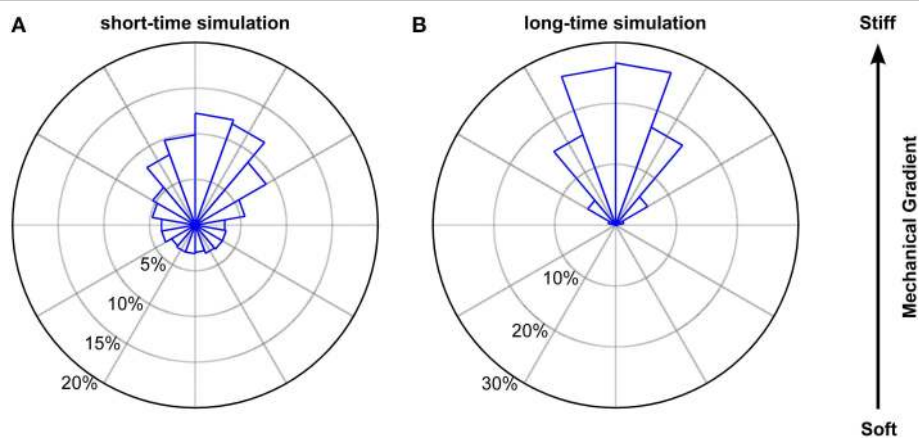 A
short-time simulation
5%
10%
15%
20%
B
long-time simulation
10%
20%
30%
Stiff
Mechanical Gradient
Soft